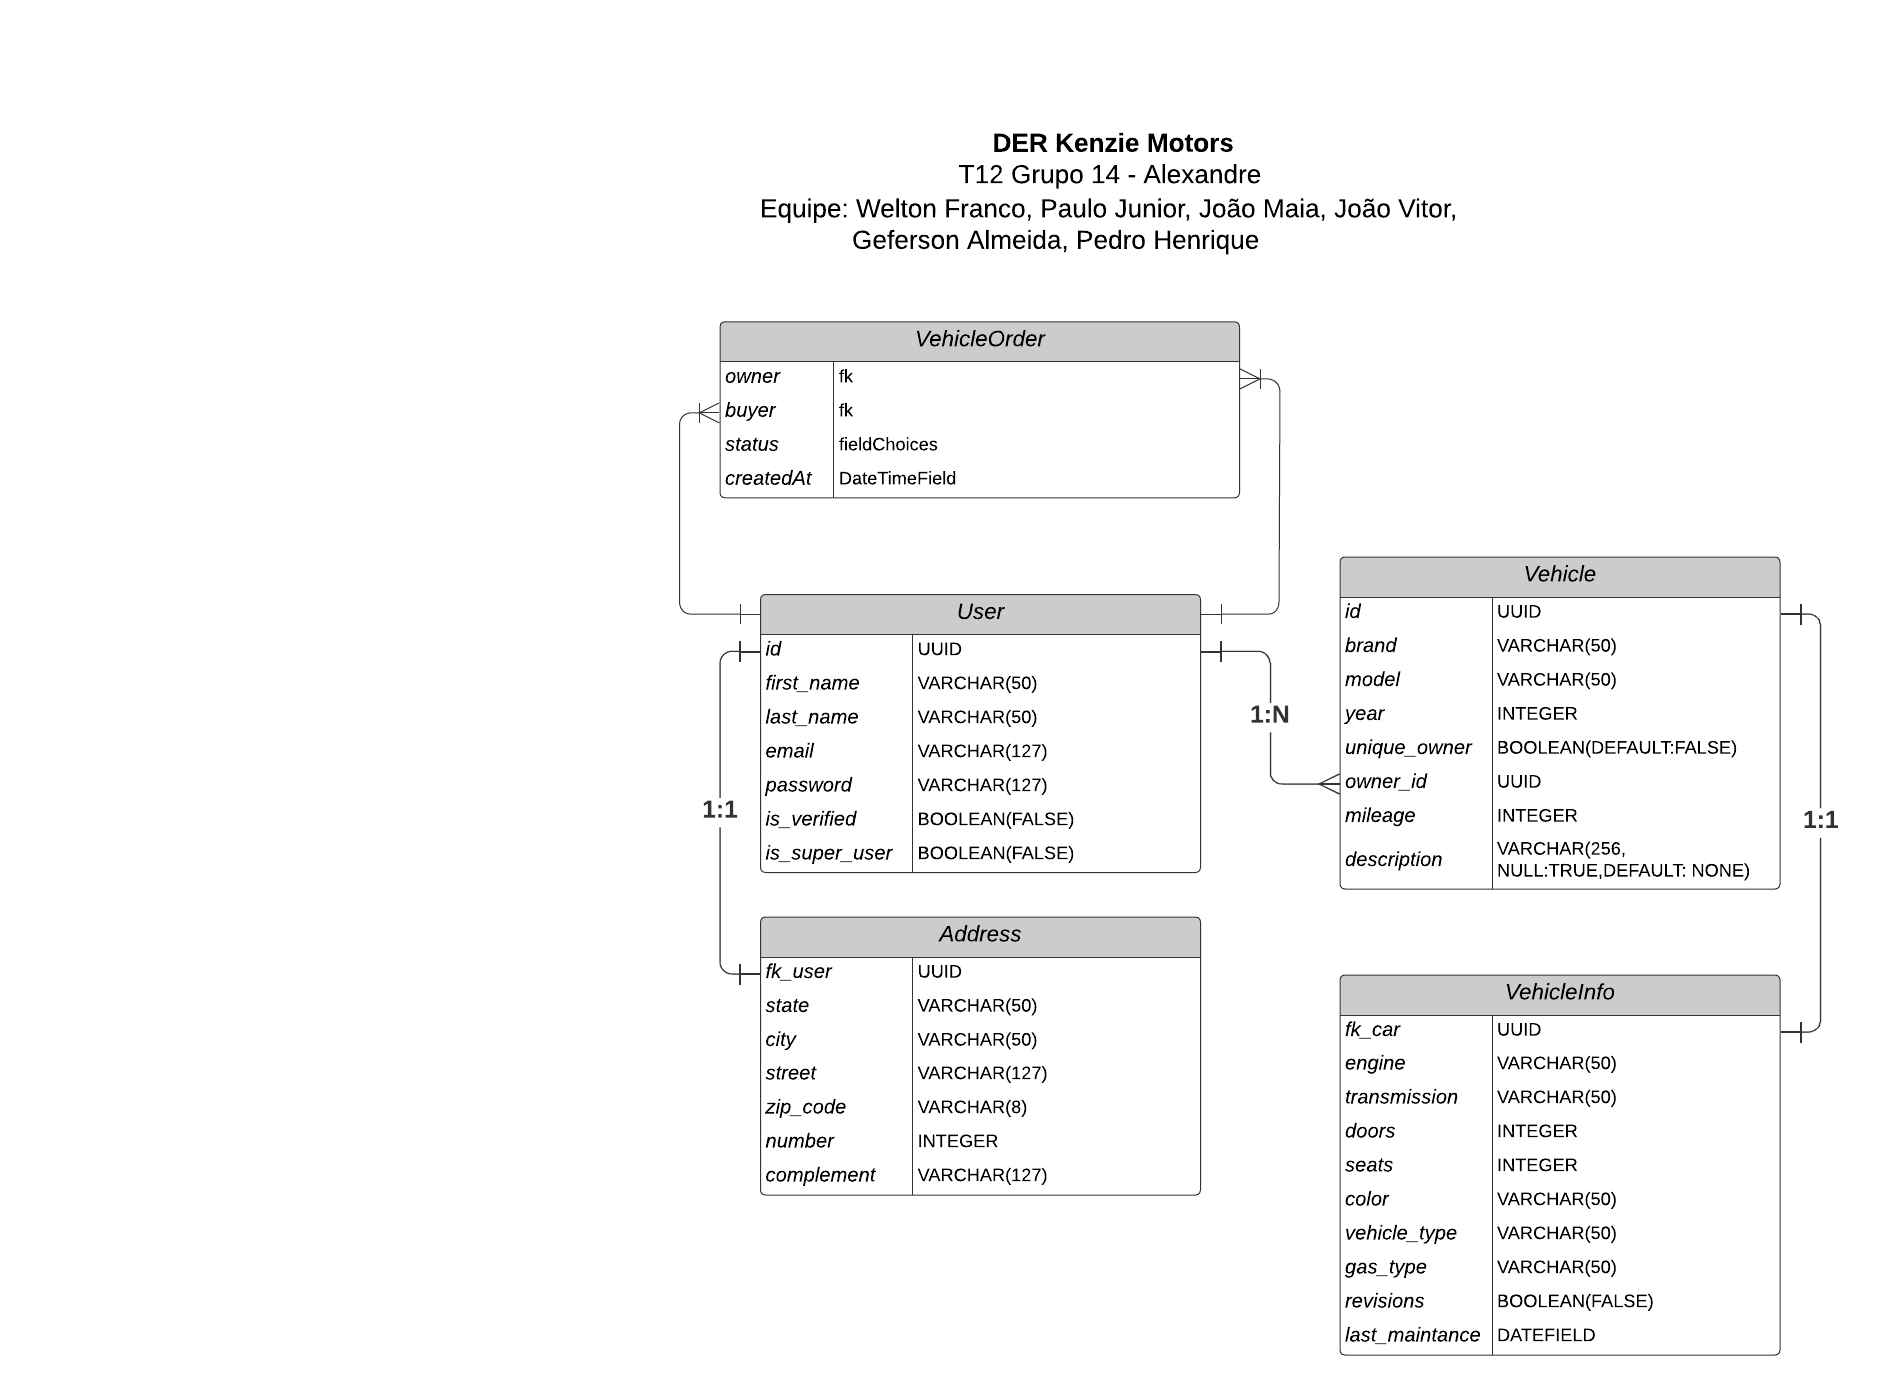 DER Kenzie Motors
T12 Grupo 14 - Alexandre
Equipe: Welton Franco, Paulo Junior, João Maia, João Vitor,
Geferson Almeida, Pedro Henrique
VehicleOrder
owner fk
buyer fk
status fieldChoices
createdAt DateTimeField
User
id UUID
first_name VARCHAR(50)
last_name VARCHAR(50)
email VARCHAR(127)
password VARCHAR(127)
is_verified BOOLEAN(FALSE)
is_super_user BOOLEAN(FALSE)
1:1
1:N
Vehicle
id UUID
brand VARCHAR(50)
model VARCHAR(50)
year INTEGER
unique_owner BOOLEAN(DEFAULT:FALSE)
owner_id UUID
mileage INTEGER
description VARCHAR(256,
NULL:TRUE,DEFAULT: NONE)
1:1
Address
fk_user UUID
state VARCHAR(50)
city VARCHAR(50)
street VARCHAR(127)
zip_code VARCHAR(8)
number INTEGER
complement VARCHAR(127)
VehicleInfo
fk_car UUID
engine VARCHAR(50)
transmission VARCHAR(50)
doors INTEGER
seats INTEGER
color VARCHAR(50)
vehicle_type VARCHAR(50)
gas_type VARCHAR(50)
revisions BOOLEAN(FALSE)
last_maintance DATEFIELD